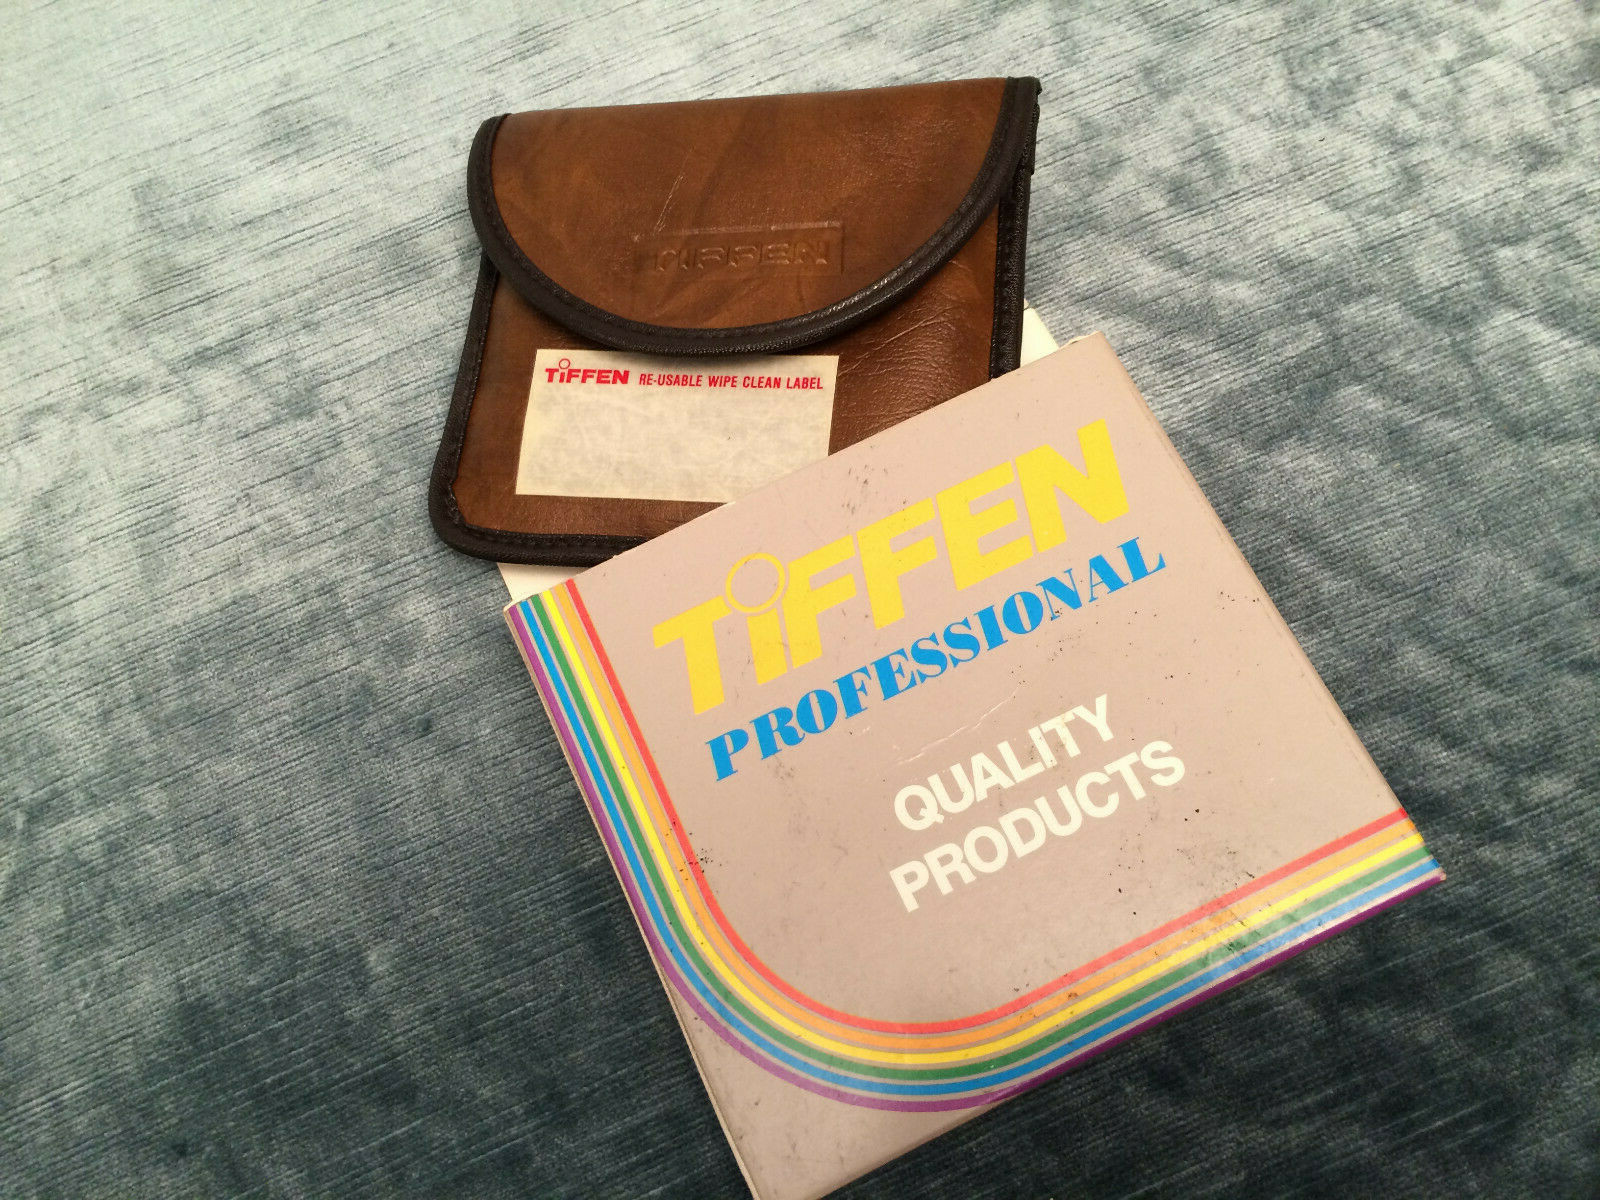 TIFFEN
TiFFEN RE-USABLE WIPE CLEAN LABEL
TiFFEN
PROFESSIONAL
QUALITY
PRODUCTS